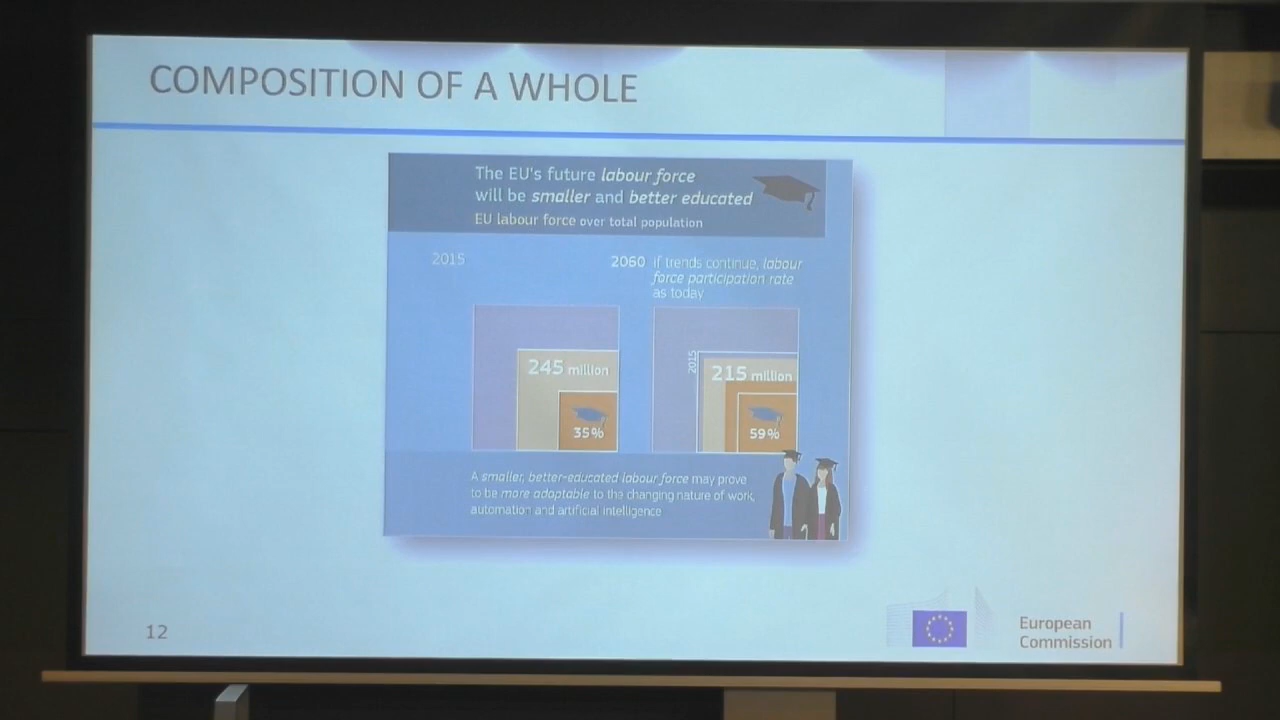 COMPOSITION OF A WHOLE
The EU's future labour force
will be smaller and better educated
EU labour force over total population
2015
2060 if trends continue, labour
force participation rate
as today
245 million
35%
2015
215 million
59%
A smaller, better-educated labour force may prove
to be more adaptable to the changing nature of work,
automation and artificial intelligence
12
European
Commission